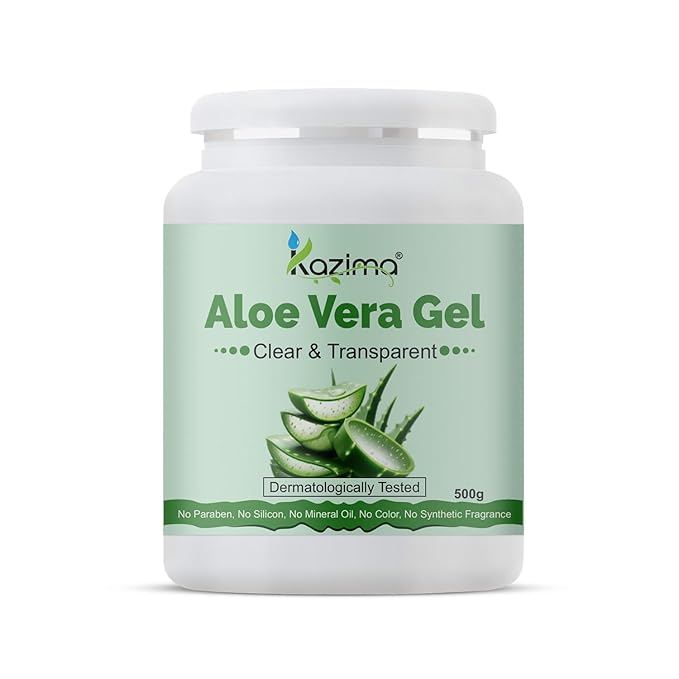 Kazima®
Aloe Vera Gel
Clear & Transparent
Dermatologically Tested
500g
No Paraben, No Silicon, No Mineral Oil, No Color, No Synthetic Fragrance